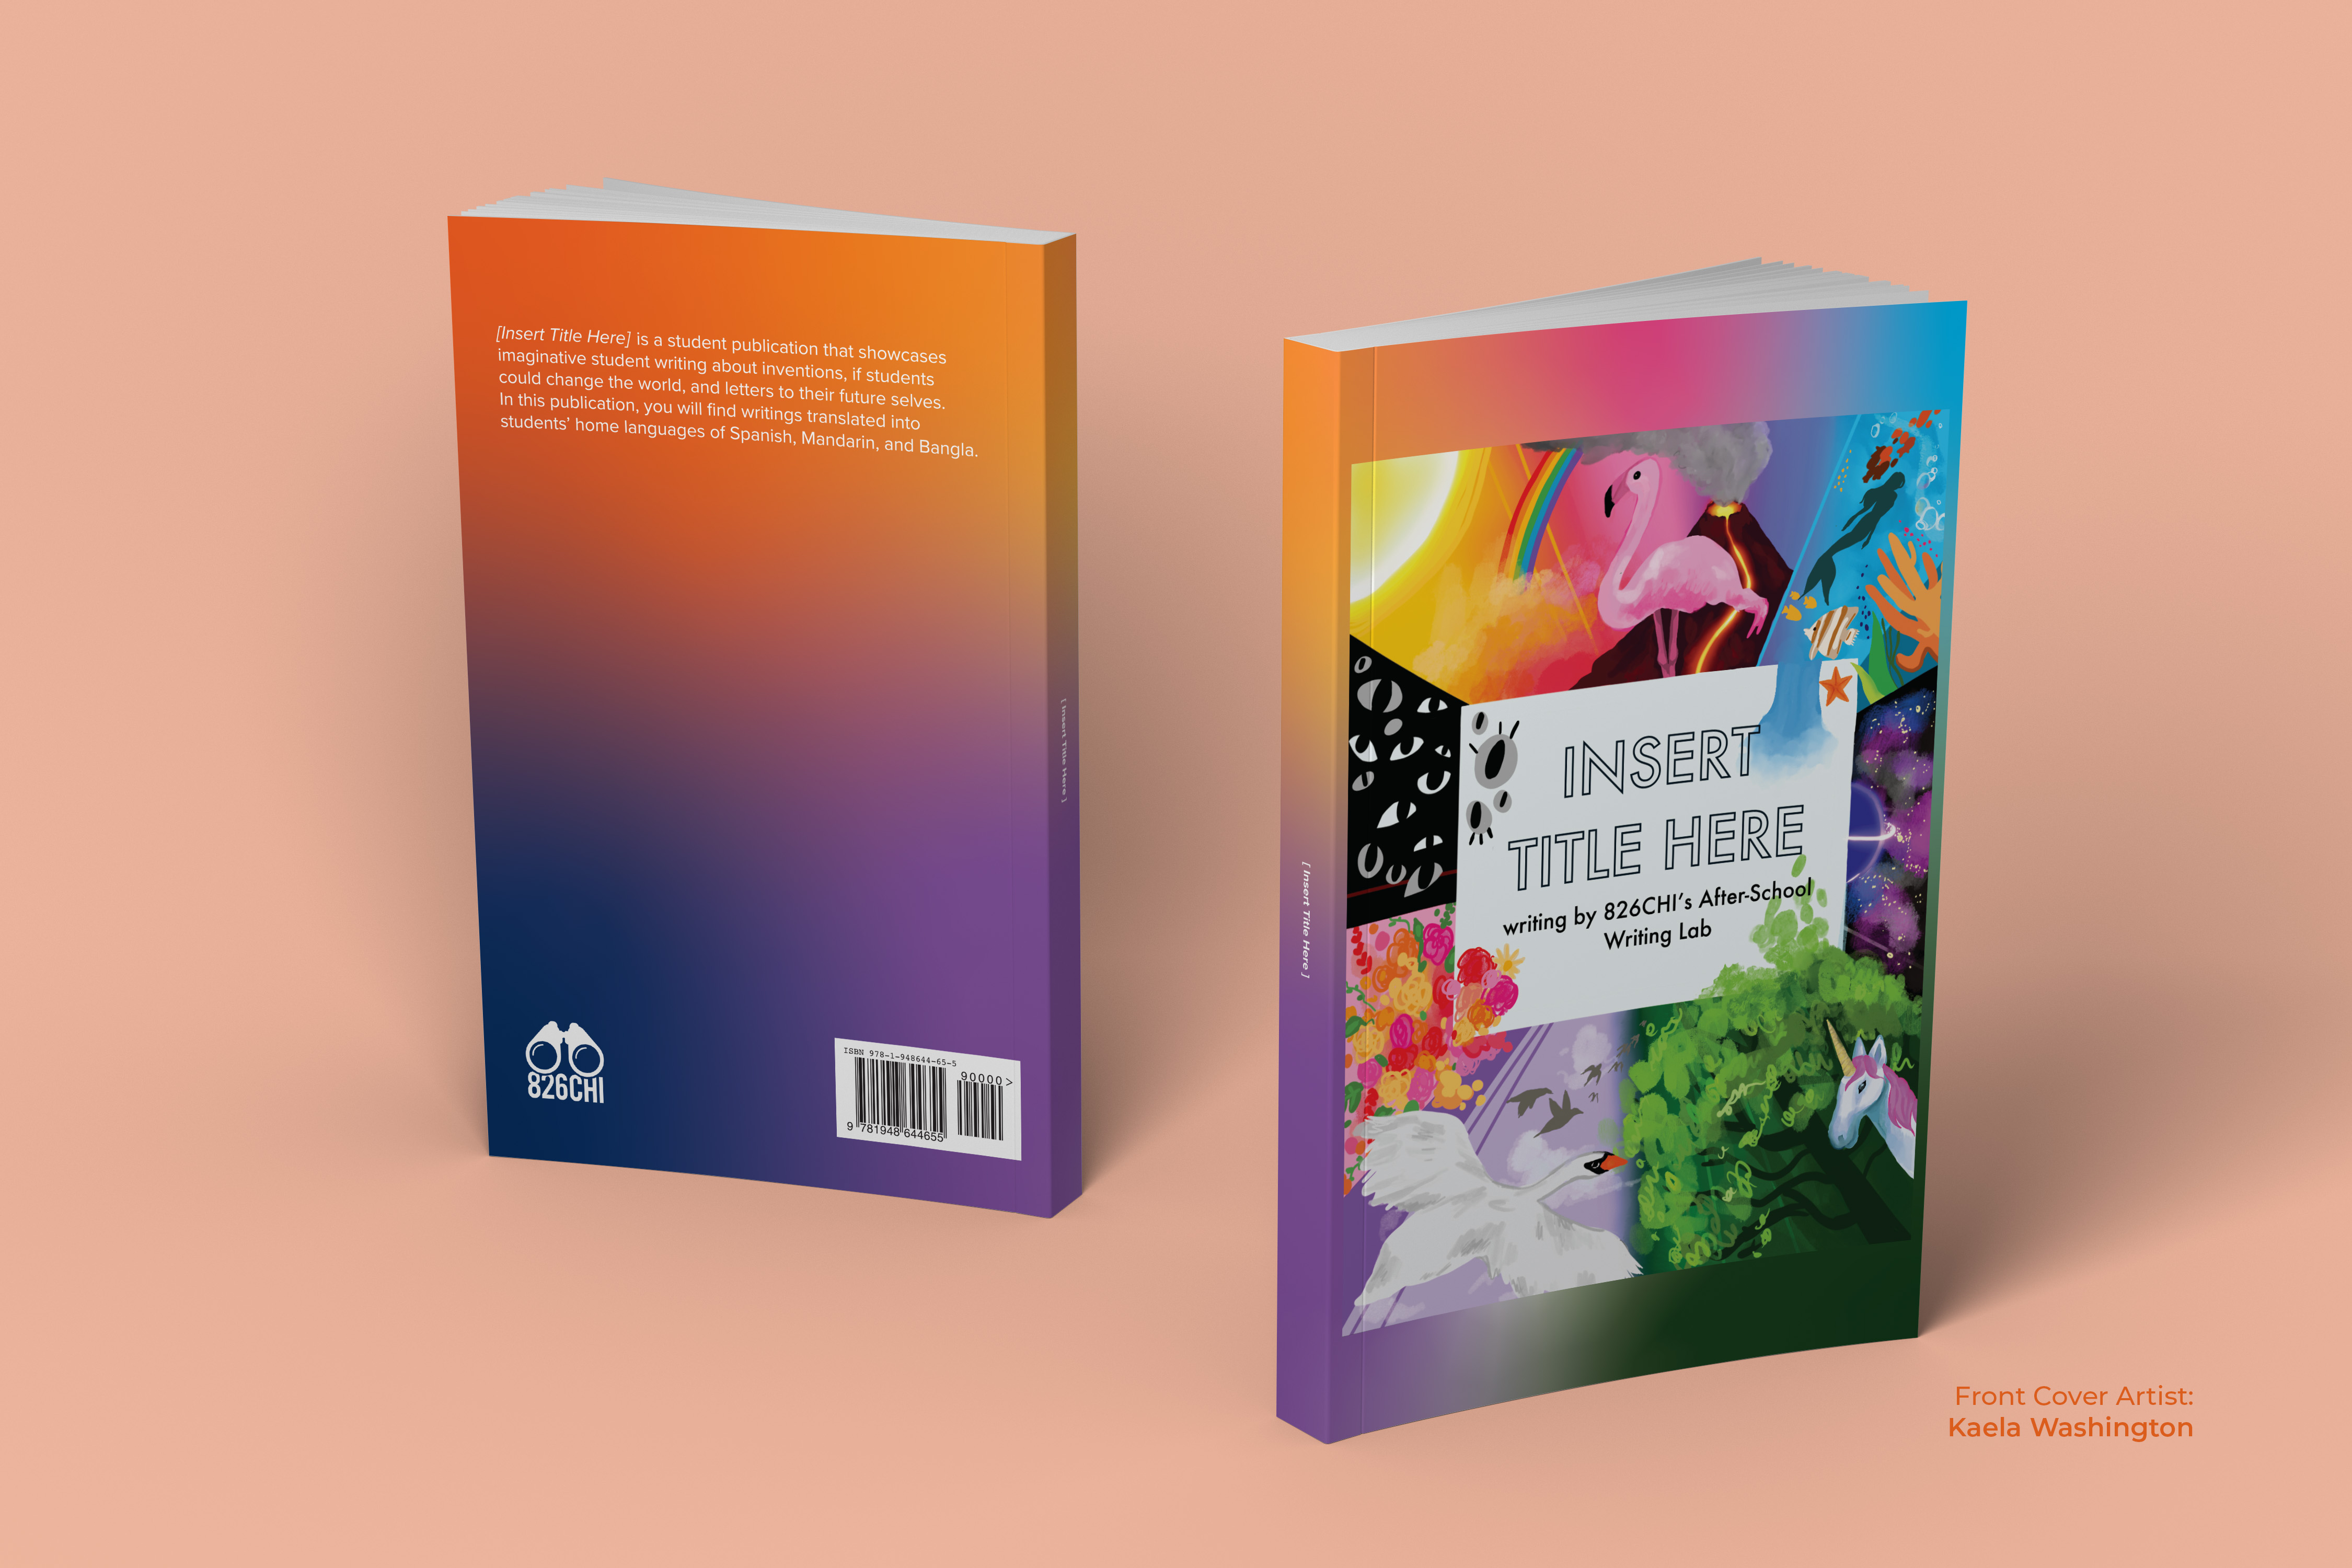 [Insert Title Here] is a student publication that showcases
imaginative student writing about inventions, if students
could change the world, and letters to their future selves.
In this publication, you will find writings translated into
students’ home languages of Spanish, Mandarin, and Bangla.
[ Insert Title Here ]
826CHI
ISBN 978-1-948644-65-5
90000>
9 781948 644655
[ Insert Title Here ]
INSERT
TITLE HERE
writing by 826CHI’s After-School
Writing Lab
Front Cover Artist:
Kaela Washington